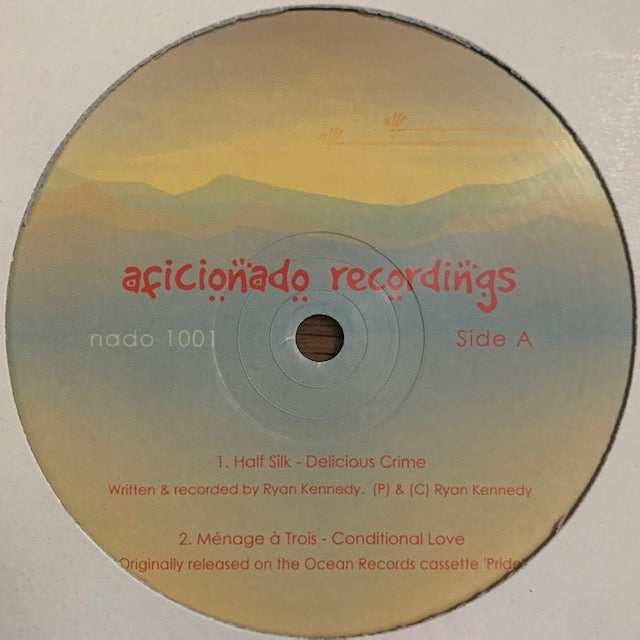 aficionado recordings
nado 1001
Side A
1. Half Silk - Delicious Crime
Written & recorded by Ryan Kennedy. (P) & (C) Ryan Kennedy
2. Ménage à Trois - Conditional Love
Originally released on the Ocean Records cassette 'Pride